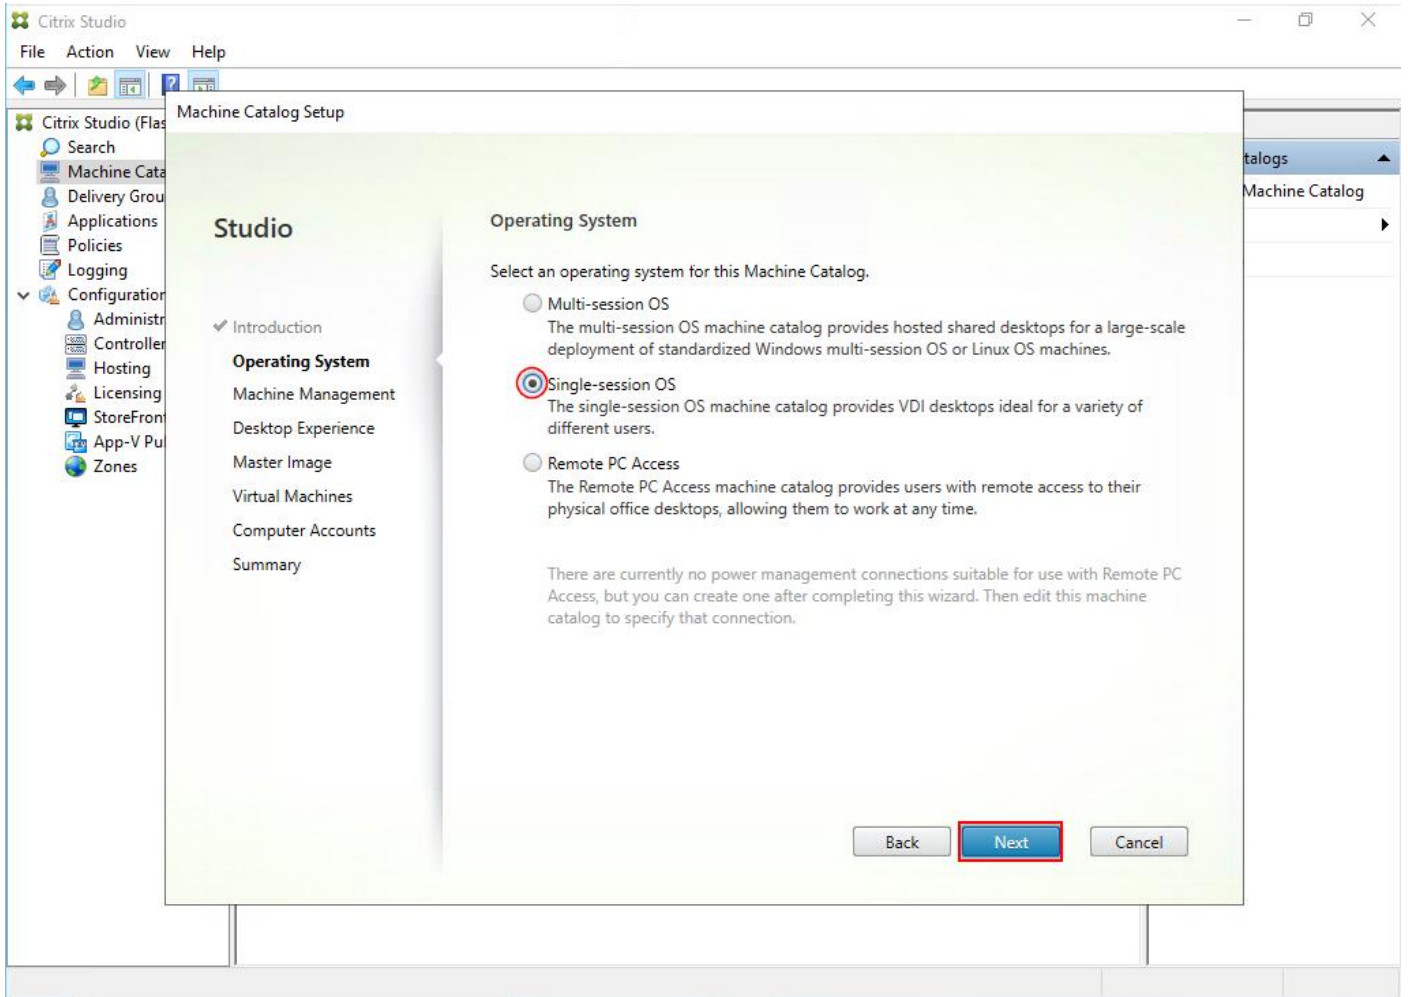 Citrix Studio
File Action View Help
Machine Catalog Setup
Citrix Studio (Flas
Search
Machine Cata
Delivery Grou
Applications
Policies
Logging
Configuration
Administr
Controller
Hosting
Licensing
StoreFront
App-V Pu
Zones
Studio
Introduction
Operating System
Machine Management
Desktop Experience
Master Image
Virtual Machines
Computer Accounts
Summary
Operating System
Select an operating system for this Machine Catalog.
Multi-session OS
The multi-session OS machine catalog provides hosted shared desktops for a large-scale
deployment of standardized Windows multi-session OS or Linux OS machines.
Single-session OS
The single-session OS machine catalog provides VDI desktops ideal for a variety of
different users.
Remote PC Access
The Remote PC Access machine catalog provides users with remote access to their
physical office desktops, allowing them to work at any time.
There are currently no power management connections suitable for use with Remote PC
Access, but you can create one after completing this wizard. Then edit this machine
catalog to specify that connection.
Back Next Cancel
talogs
Machine Catalog